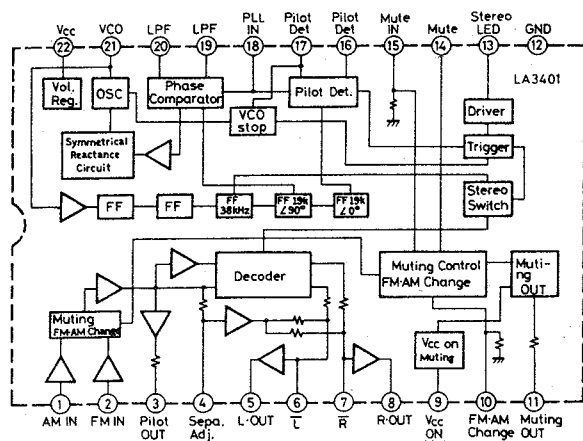 Vcc VCO LPF LPF PLL IN Pilot Det Pilot Det Mute IN Mute Stereo LED GND
22 21 20 19 18 17 16 15 14 13 12
LA3401
Vol. Reg.
OSC
Phase Comparator
Pilot Det.
VCO stop
Driver
Trigger
Symmetrical Reactance Circuit
Stereo Switch
FF
FF
FF 38kHz
FF 19k ∠90°
FF 19k ∠0°
Decoder
Muting Control FM·AM Change
Muting OUT
Muting FM·AM Change
Vcc on Muting
1 2 3 4 5 6 7 8 9 10 11
AM IN FM IN Pilot OUT Sepa. Adj. L·OUT L̅ R̅ R·OUT Vcc ON FM·AM Change Muting OUT